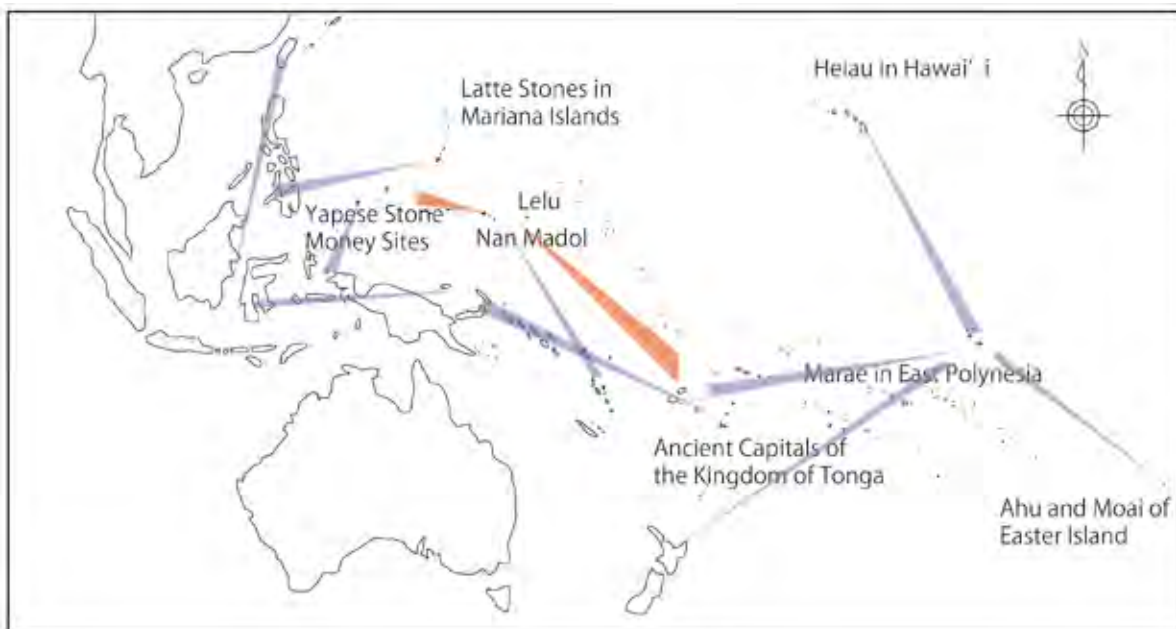 Heiau in Hawai' i
N
Latte Stones in
Mariana Islands
Lelu
Yapese Stone
Money Sites
Nan Madol
Marae in East Polynesia
Ancient Capitals of
the Kingdom of Tonga
Ahu and Moai of
Easter Island